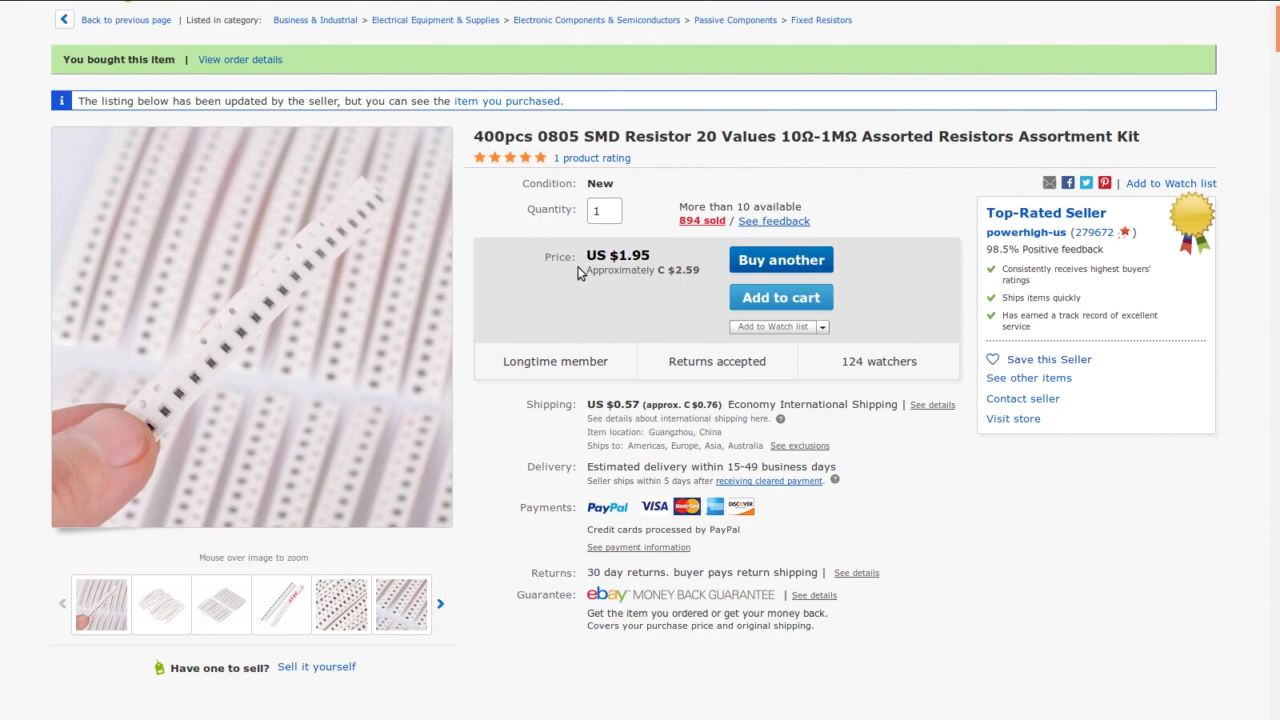 Back to previous page | Listed in category: Business & Industrial > Electrical Equipment & Supplies > Electronic Components & Semiconductors > Passive Components > Fixed Resistors
You bought this item | View order details
i The listing below has been updated by the seller, but you can see the item you purchased.
400pcs 0805 SMD Resistor 20 Values 10Ω-1MΩ Assorted Resistors Assortment Kit
1 product rating
Condition: New
| Add to Watch list
Quantity: 1
More than 10 available
894 sold / See feedback
Price: US $1.95
Approximately C $2.59
Buy another
Add to cart
Add to Watch list
Longtime member
Returns accepted
124 watchers
Top-Rated Seller
powerhigh-us (279672 )
98.5% Positive feedback
Consistently receives highest buyers'
ratings
Ships items quickly
Has earned a track record of excellent
service
Save this Seller
See other items
Contact seller
Visit store
Shipping: US $0.57 (approx. C $0.76) Economy International Shipping | See details
See details about international shipping here. ?
Item location: Guangzhou, China
Ships to: Americas, Europe, Asia, Australia See exclusions
Delivery: Estimated delivery within 15-49 business days
Seller ships within 5 days after receiving cleared payment. ?
Payments: PayPal VISA MasterCard DISCOVER
Credit cards processed by PayPal
See payment information
Returns: 30 day returns. buyer pays return shipping | See details
Guarantee: ebay MONEY BACK GUARANTEE | See details
Get the item you ordered or get your money back.
Covers your purchase price and original shipping.
Mouse over image to zoom
Have one to sell? Sell it yourself